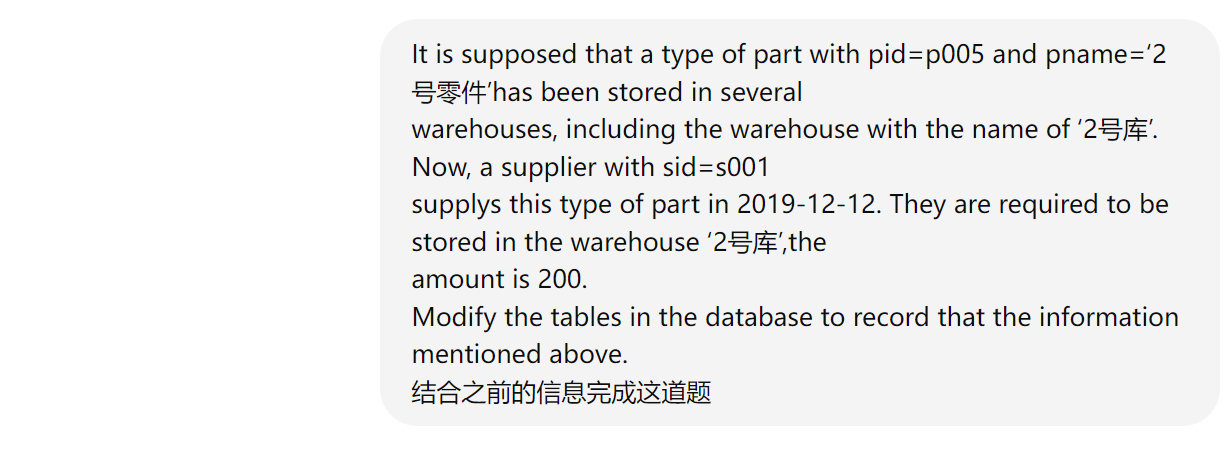 It is supposed that a type of part with pid=p005 and pname=‘2
号零件’has been stored in several
warehouses, including the warehouse with the name of ‘2号库’.
Now, a supplier with sid=s001
supplys this type of part in 2019-12-12. They are required to be
stored in the warehouse ‘2号库’,the
amount is 200.
Modify the tables in the database to record that the information
mentioned above.
结合之前的信息完成这道题